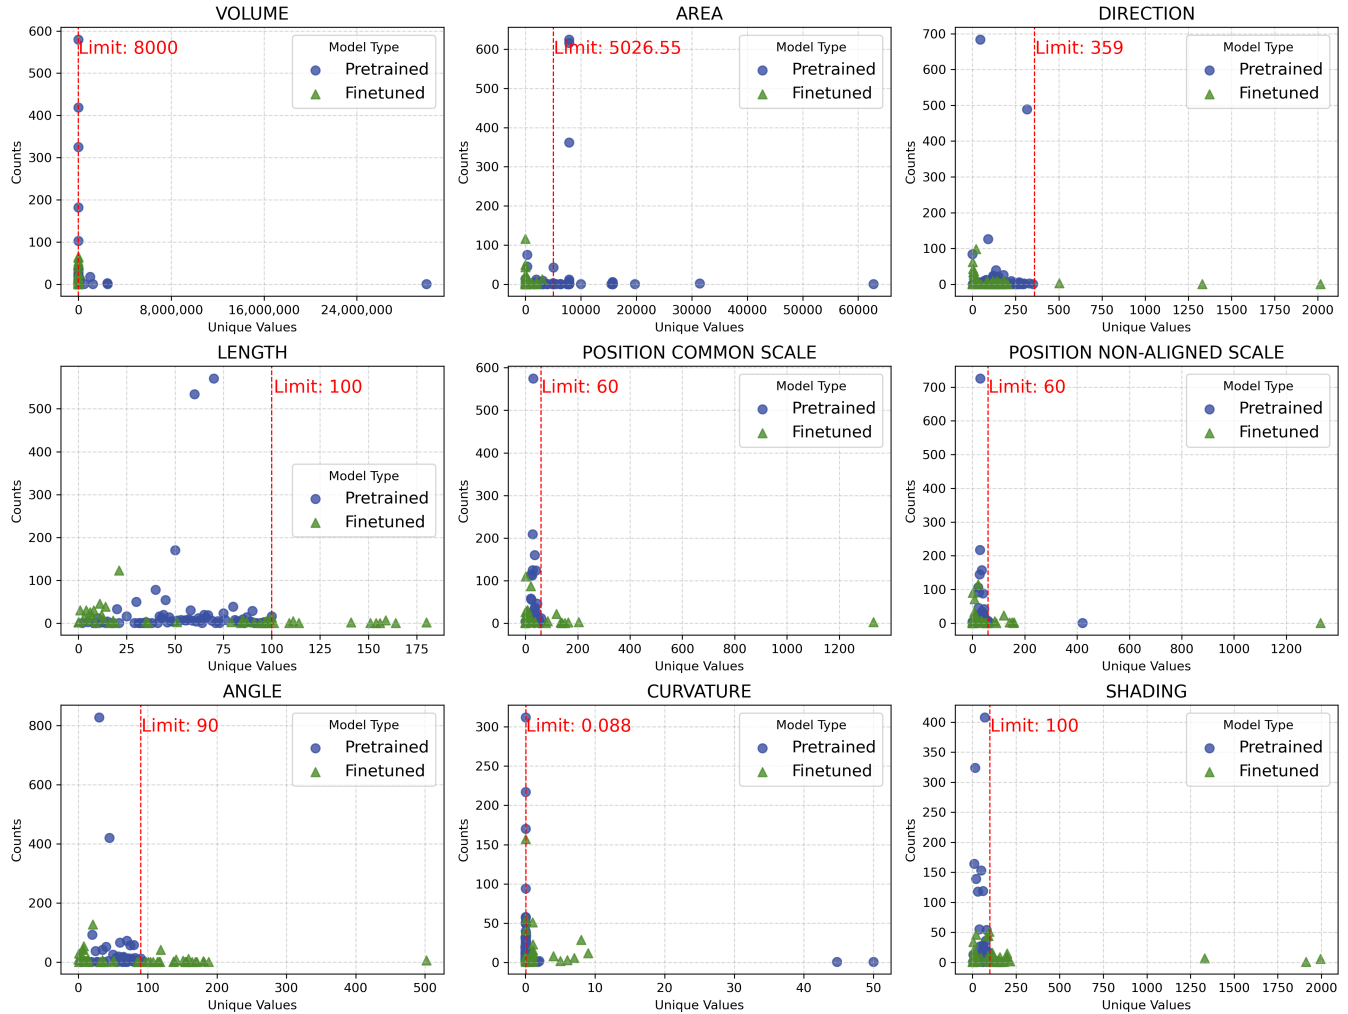 VOLUME
Limit: 8000
Model Type
Pretrained
Finetuned
Counts
600
500
400
300
200
100
0
0 8,0000,000 16,0000,000 24,0000,000
Unique Values
AREA
Limit: 5026.55
Model Type
Pretrained
Finetuned
Counts
600
500
400
300
200
100
0
0 10000 20000 30000 40000 50000 60000
Unique Values
DIRECTION
Limit: 359
Model Type
Pretrained
Finetuned
Counts
700
600
500
400
300
200
100
0
0 250 500 750 1000 1250 1500 1750 2000
Unique Values
LENGTH
Limit: 100
Model Type
Pretrained
Finetuned
Counts
500
400
300
200
100
0
0 25 50 75 100 125 150 175
Unique Values
POSITION COMMON SCALE
Limit: 60
Model Type
Pretrained
Finetuned
Counts
600
500
400
300
200
100
0
0 200 400 600 800 1000 1200
Unique Values
POSITION NON-ALIGNED SCALE
Limit: 60
Model Type
Pretrained
Finetuned
Counts
700
600
500
400
300
200
100
0
0 200 400 600 800 1000 1200
Unique Values
ANGLE
Limit: 90
Model Type
Pretrained
Finetuned
Counts
800
600
400
200
0
0 100 200 300 400 500
Unique Values
CURVATURE
Limit: 0.088
Model Type
Pretrained
Finetuned
Counts
300
250
200
150
100
50
0
0 10 20 30 40 50
Unique Values
SHADING
Limit: 100
Model Type
Pretrained
Finetuned
Counts
400
350
300
250
200
150
100
50
0
0 250 500 750 1000 1250 1500 1750 2000
Unique Values